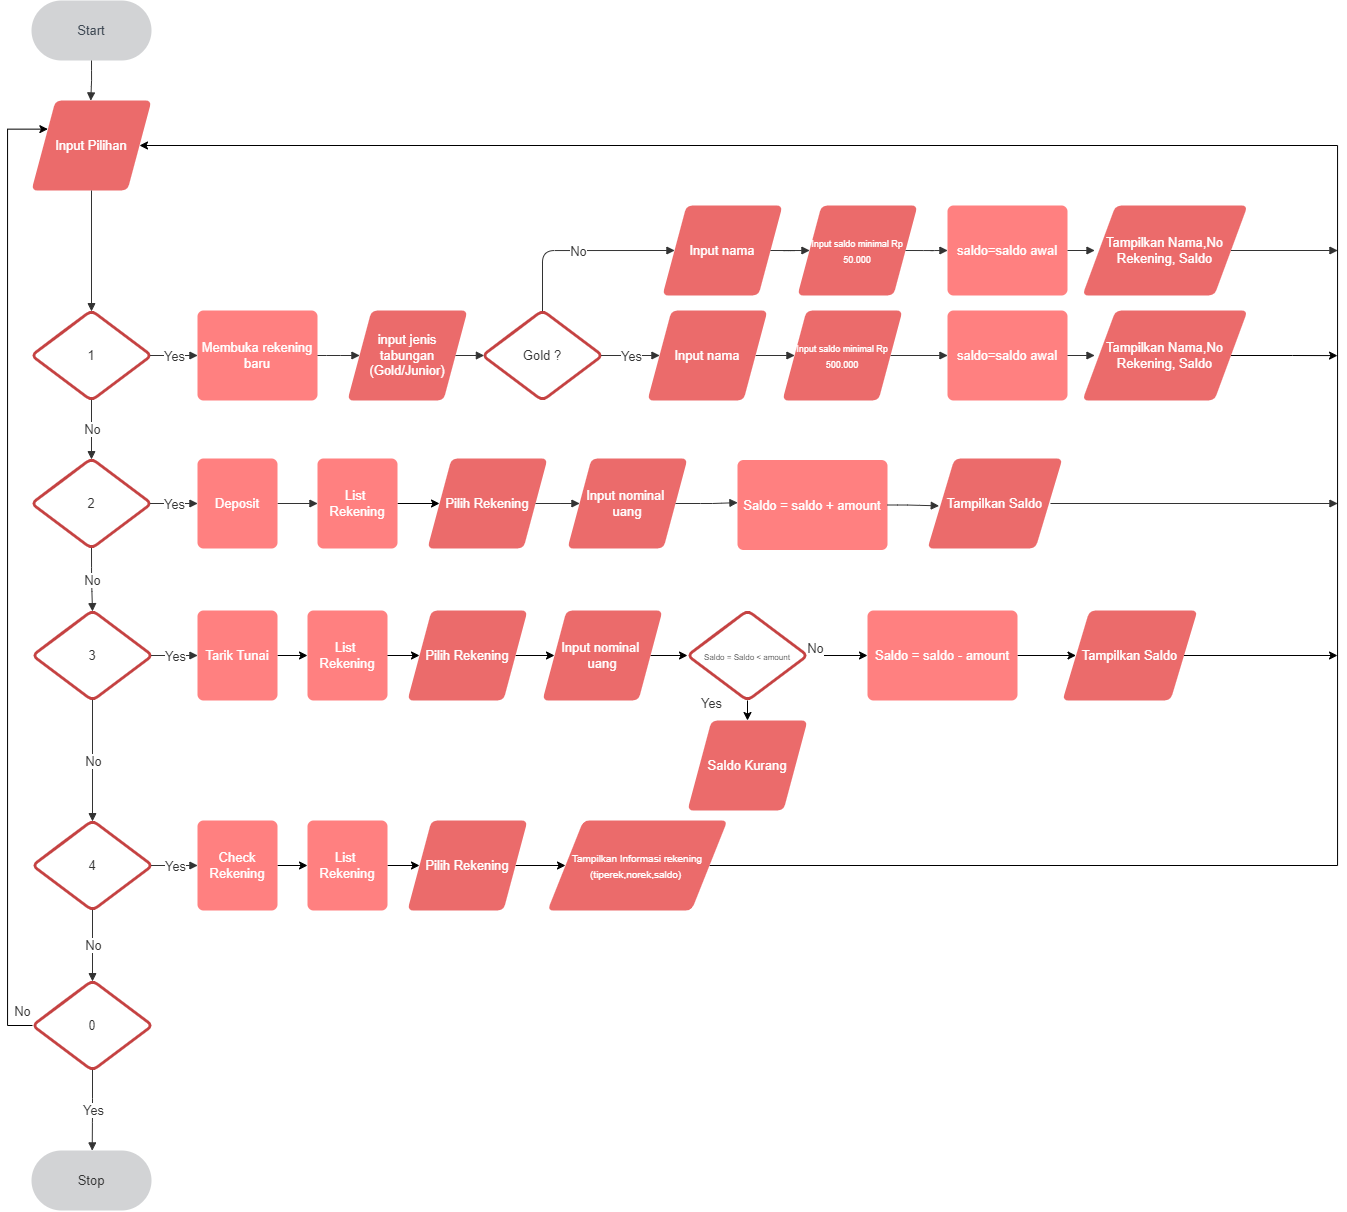 Start
Input Pilihan
No
Input nama
Input saldo minimal Rp
50.000
saldo=saldo awal
Tampilkan Nama,No
Rekening, Saldo
1
Yes
Membuka rekening
baru
input jenis
tabungan
(Gold/Junior)
Gold ?
Yes
Input nama
Input saldo minimal Rp
500.000
saldo=saldo awal
Tampilkan Nama,No
Rekening, Saldo
No
2
Yes
Deposit
List
Rekening
Pilih Rekening
Input nominal
uang
Saldo = saldo + amount
Tampilkan Saldo
No
3
Yes
Tarik Tunai
List
Rekening
Pilih Rekening
Input nominal
uang
Saldo = Saldo < amount
No
Saldo = saldo - amount
Tampilkan Saldo
Yes
Saldo Kurang
No
4
Yes
Check
Rekening
List
Rekening
Pilih Rekening
Tampilkan Informasi rekening
(tiperek,norek,saldo)
No
No
0
Yes
Stop